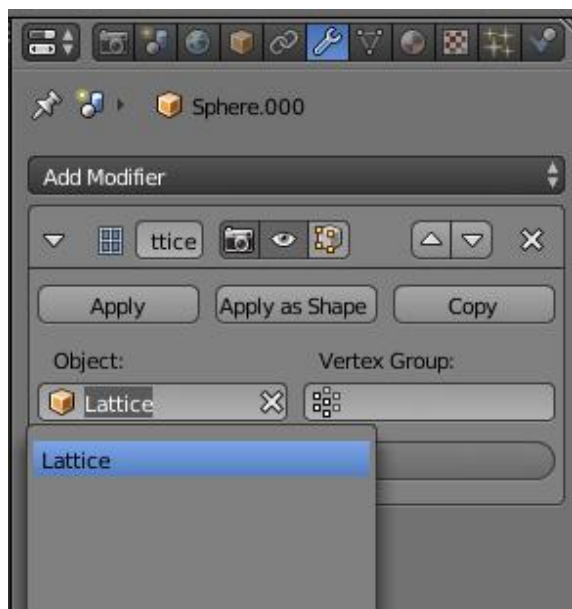 Sphere.000
Add Modifier
ttice
Apply Apply as Shape Copy
Object: Vertex Group:
Lattice
Lattice